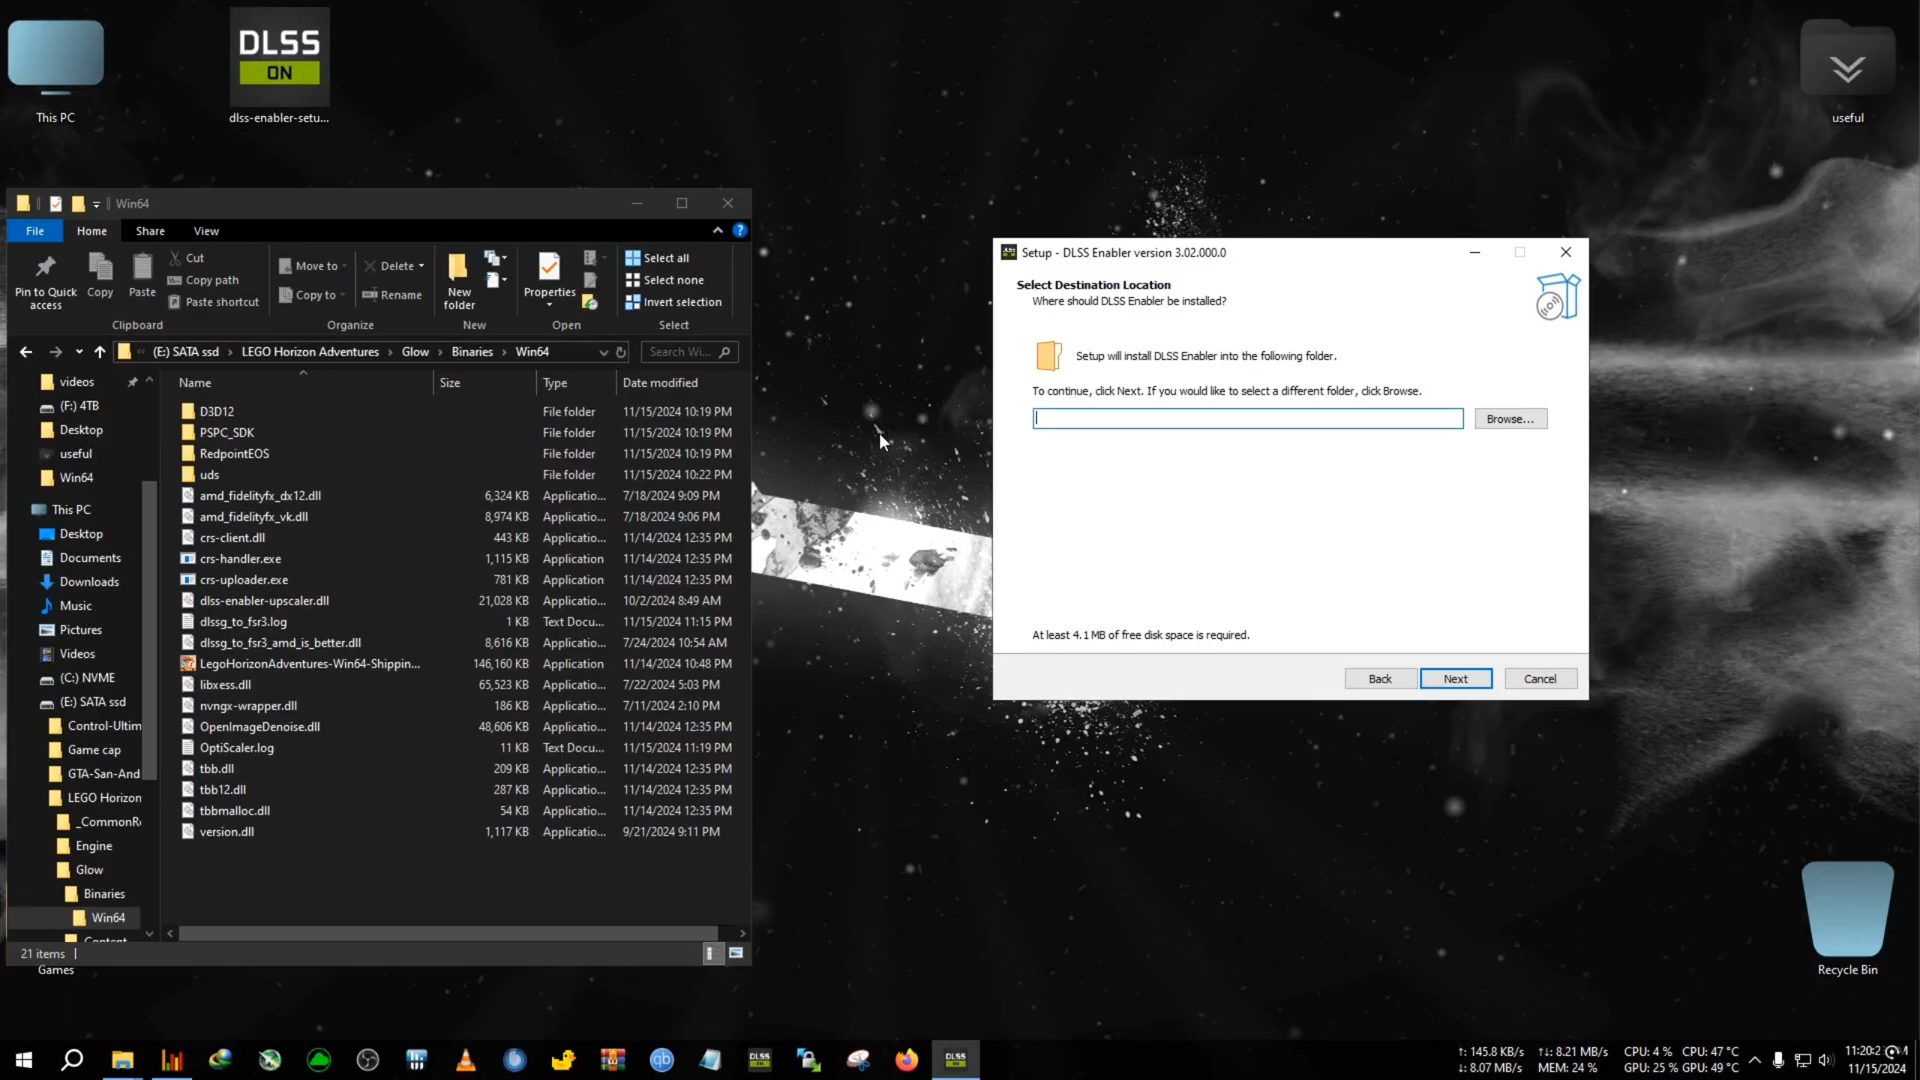 This PC
DLSS
ON
dlss-enabler-setu...
useful
Win64
File Home Share View
Pin to Quick access
Copy
Paste
Cut
Copy path
Paste shortcut
Clipboard
Move to
Copy to
Delete
Rename
Organize
New folder
New
Properties
Open
Select all
Select none
Invert selection
Select
(E:) SATA ssd > LEGO Horizon Adventures > Glow > Binaries > Win64
Search Wi...
videos
(F:) 4TB
Desktop
useful
Win64
This PC
Desktop
Documents
Downloads
Music
Pictures
Videos
(C:) NVME
(E:) SATA ssd
Control-Ultim
Game cap
GTA-San-And
LEGO Horizon
_CommonR
Engine
Glow
Binaries
Win64
Content
Name Size Type Date modified
D3D12 File folder 11/15/2024 10:19 PM
PSPC_SDK File folder 11/15/2024 10:19 PM
RedpointEOS File folder 11/15/2024 10:19 PM
uds File folder 11/15/2024 10:22 PM
amd_fidelityfx_dx12.dll 6,324 KB Applicatio... 7/18/2024 9:09 PM
amd_fidelityfx_vk.dll 8,974 KB Applicatio... 7/18/2024 9:06 PM
crs-client.dll 443 KB Applicatio... 11/14/2024 12:35 PM
crs-handler.exe 1,115 KB Application 11/14/2024 12:35 PM
crs-uploader.exe 781 KB Application 11/14/2024 12:35 PM
dlss-enabler-upscaler.dll 21,028 KB Applicatio... 10/2/2024 8:49 AM
dlssg_to_fsr3.log 1 KB Text Docu... 11/15/2024 11:15 PM
dlssg_to_fsr3_amd_is_better.dll 8,616 KB Applicatio... 7/24/2024 10:54 AM
LegoHorizonAdventures-Win64-Shippin... 146,160 KB Application 11/14/2024 10:48 PM
libxess.dll 65,523 KB Applicatio... 7/22/2024 5:03 PM
nvngx-wrapper.dll 186 KB Applicatio... 7/11/2024 2:10 PM
OpenImageDenoise.dll 48,606 KB Applicatio... 11/14/2024 12:35 PM
OptiScaler.log 11 KB Text Docu... 11/15/2024 11:19 PM
tbb.dll 209 KB Applicatio... 11/14/2024 12:35 PM
tbb12.dll 287 KB Applicatio... 11/14/2024 12:35 PM
tbbmalloc.dll 54 KB Applicatio... 11/14/2024 12:35 PM
version.dll 1,117 KB Applicatio... 9/21/2024 9:11 PM
21 items
Games
Setup - DLSS Enabler version 3.02.000.0
Select Destination Location
Where should DLSS Enabler be installed?
Setup will install DLSS Enabler into the following folder.
To continue, click Next. If you would like to select a different folder, click Browse.
Browse...
At least 4.1 MB of free disk space is required.
Back Next Cancel
Recycle Bin
qb
DLSS
DLSS
↑: 145.8 KB/s ↑↓: 8.21 MB/s CPU: 4 % CPU: 47 °C
↓: 8.07 MB/s MEM: 24 % GPU: 25 % GPU: 49 °C
11:20:2
11/15/2024